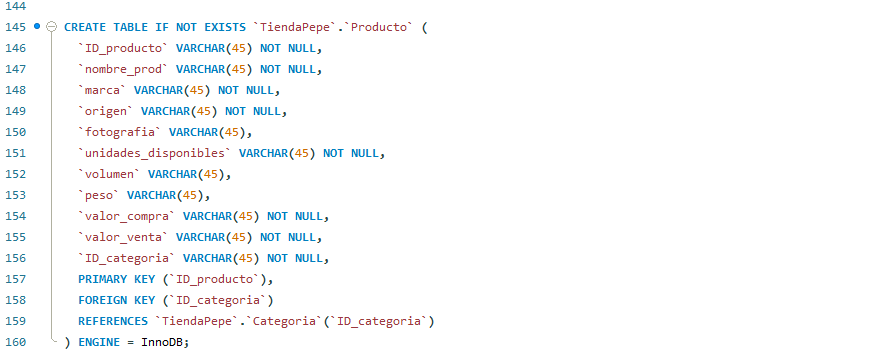 144
145 CREATE TABLE IF NOT EXISTS `TiendaPepe`.`Producto` (
146 `ID_producto` VARCHAR(45) NOT NULL,
147 `nombre_prod` VARCHAR(45) NOT NULL,
148 `marca` VARCHAR(45) NOT NULL,
149 `origen` VARCHAR(45) NOT NULL,
150 `fotografia` VARCHAR(45),
151 `unidades_disponibles` VARCHAR(45) NOT NULL,
152 `volumen` VARCHAR(45),
153 `peso` VARCHAR(45),
154 `valor_compra` VARCHAR(45) NOT NULL,
155 `valor_venta` VARCHAR(45) NOT NULL,
156 `ID_categoria` VARCHAR(45) NOT NULL,
157 PRIMARY KEY (`ID_producto`),
158 FOREIGN KEY (`ID_categoria`)
159 REFERENCES `TiendaPepe`.`Categoria`(`ID_categoria`)
160 ) ENGINE = InnoDB;